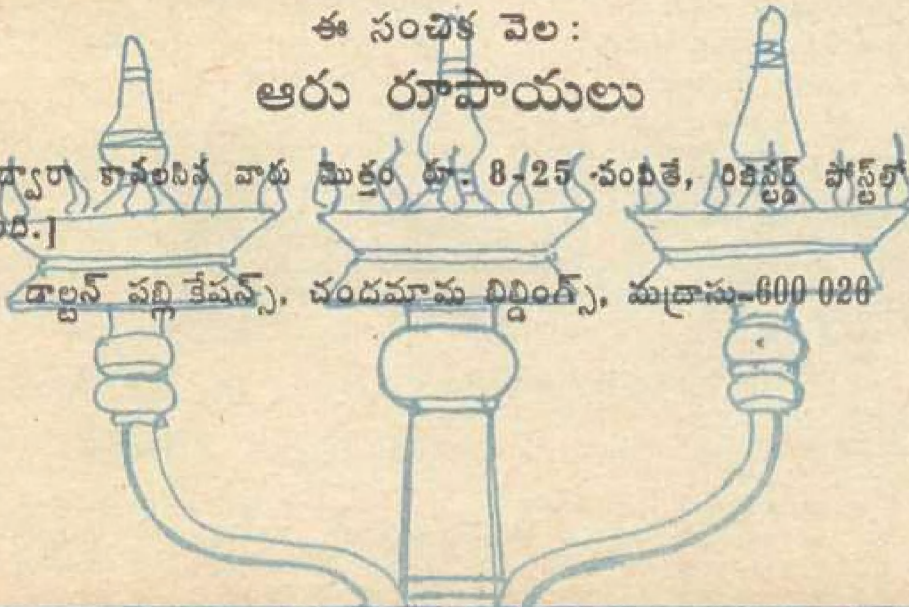 ఈ సంచిక వెల :
ఆరు రూపాయలు
ద్వారా కావలసిన వారు మొత్తం రూ. 8-25 పంపితే, రిజిస్టర్డ్ పోస్ట్‌లో
ది.]
డాల్టన్ పబ్లికేషన్స్, చందమామ బిల్డింగ్స్, మద్రాసు-600 026